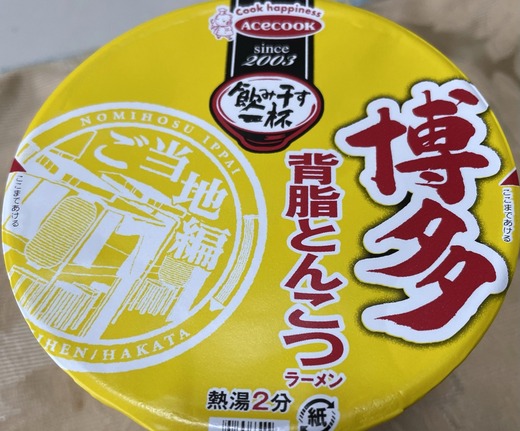 Cook happiness
ACECOOK
since
2003
飲み干す
一杯
博多
背脂とんこつ
ラーメン
NOMIHOSU IPPAI
ご当地編
HEN/HAKATA
ここまであける
ここまであける
熱湯2分
紙